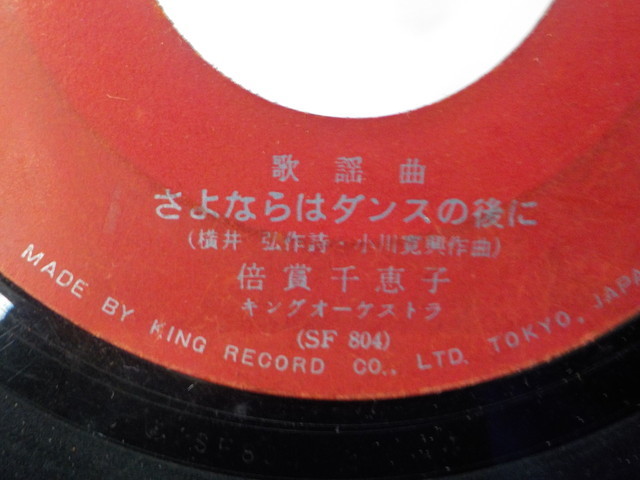 歌謡曲
さよならはダンスの後に
(横井 弘作詩・小川寛興作曲)
倍賞千恵子
キングオーケストラ
(SF 804)
MADE BY KING RECORD CO., LTD. TOKYO, JAPA